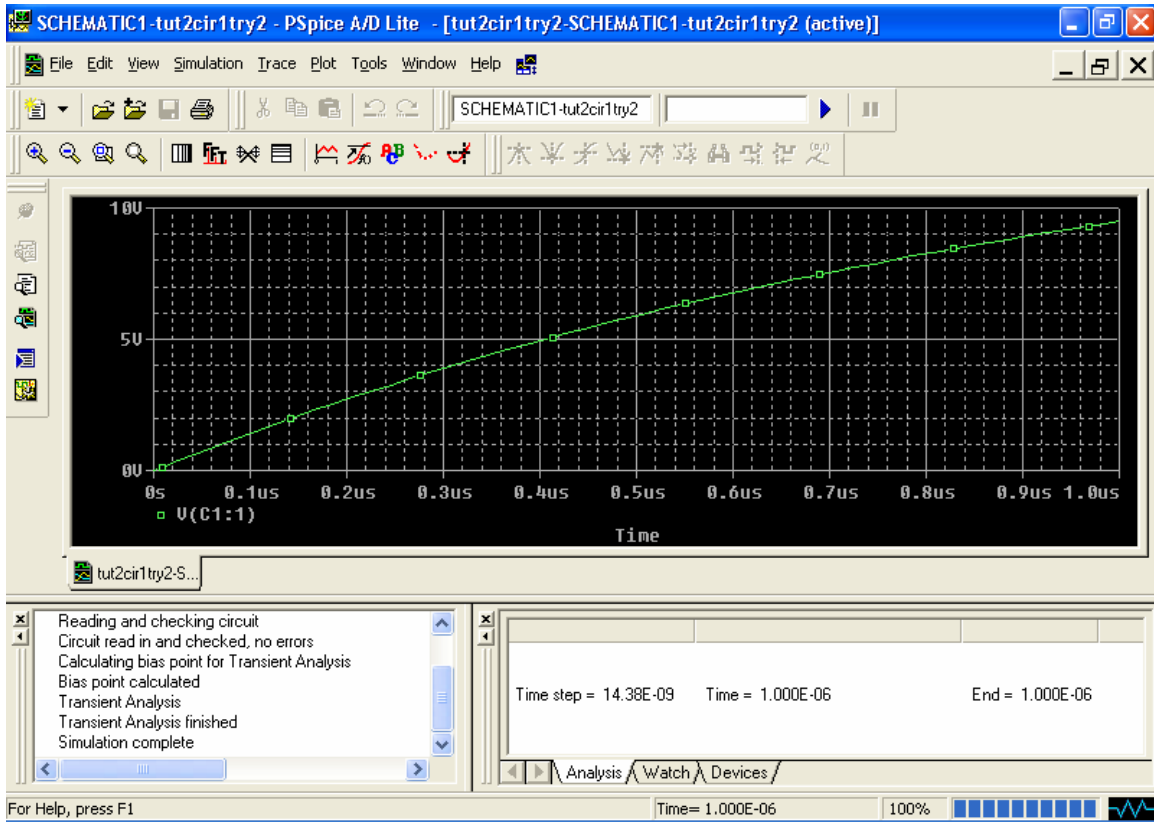 SCHEMATIC1-tut2cir1try2 - PSpice A/D Lite - [tut2cir1try2-SCHEMATIC1-tut2cir1try2 (active)]
File Edit View Simulation Trace Plot Tools Window Help
SCHEMATIC1-tut2cir1try2
FFT
ABC
(0,0)
10V
5V
0V
0s 0.1us 0.2us 0.3us 0.4us 0.5us 0.6us 0.7us 0.8us 0.9us 1.0us
V(C1:1)
Time
tut2cir1try2-S...
Reading and checking circuit
Circuit read in and checked, no errors
Calculating bias point for Transient Analysis
Bias point calculated
Transient Analysis
Transient Analysis finished
Simulation complete
Time step = 14.38E-09 Time = 1.000E-06 End = 1.000E-06
Analysis Watch Devices
For Help, press F1 Time= 1.000E-06 100%